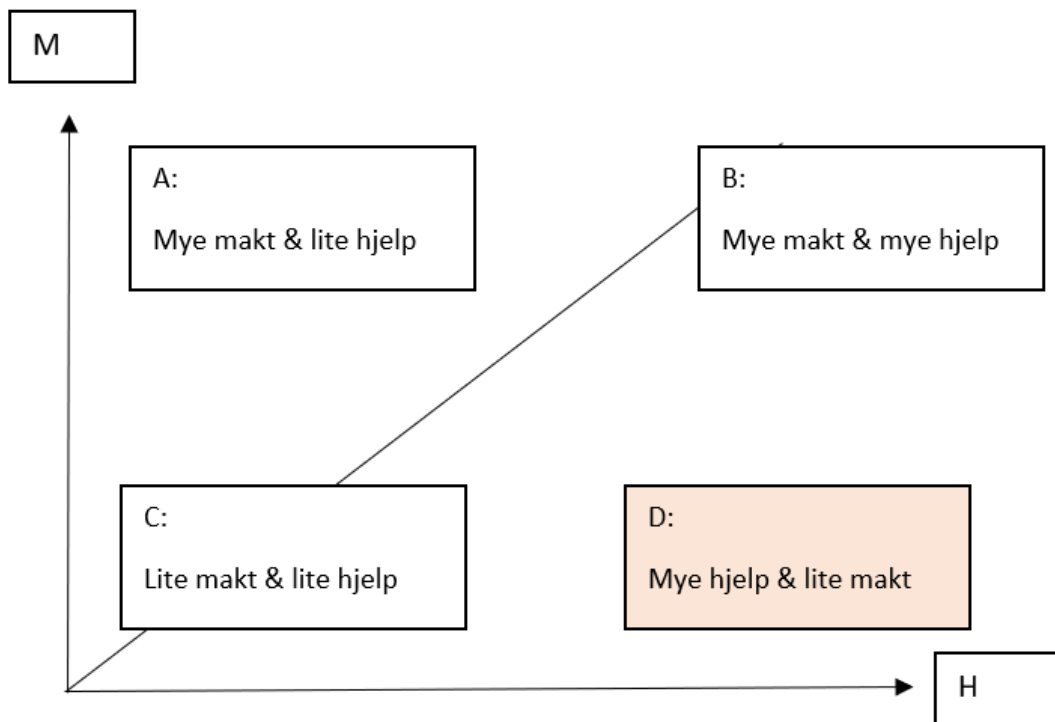 M
A:
Mye makt & lite hjelp
B:
Mye makt & mye hjelp
C:
Lite makt & lite hjelp
D:
Mye hjelp & lite makt
H